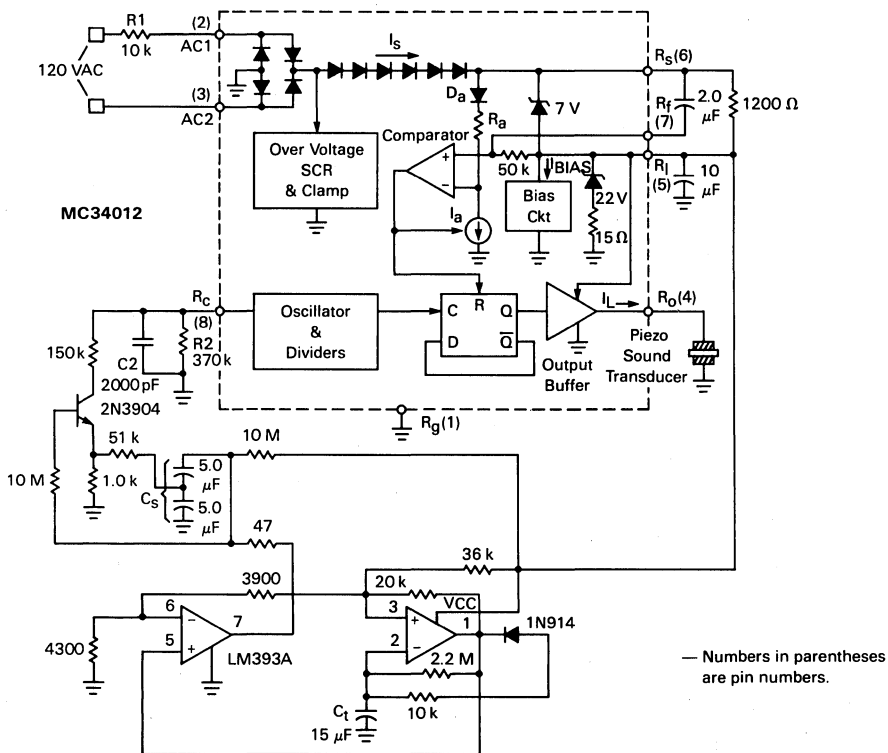 R1
10 k
(2)
AC1
120 VAC
(3)
AC2
Is
Da
Ra
Comparator
+
−
7 V
50 k
IBIAS
Bias
Ckt
22 V
15 Ω
Ia
Over Voltage
SCR
& Clamp
Rs(6)
Rf
(7)
2.0
μF
1200 Ω
RI
(5)
10
μF
MC34012
Rc
(8)
Oscillator
&
Dividers
C
R
Q
D
Q
Output
Buffer
IL
Ro(4)
Piezo
Sound
Transducer
150k
C2
2000 pF
R2
370k
2N3904
Rg(1)
51 k
10 M
10 M
1.0 k
Cs
5.0
μF
5.0
μF
47
36 k
3900
20 k
VCC
6
−
7
5
+
4300
LM393A
3
+
1
2
−
1N914
2.2 M
10 k
Ct
15 μF
— Numbers in parentheses
are pin numbers.